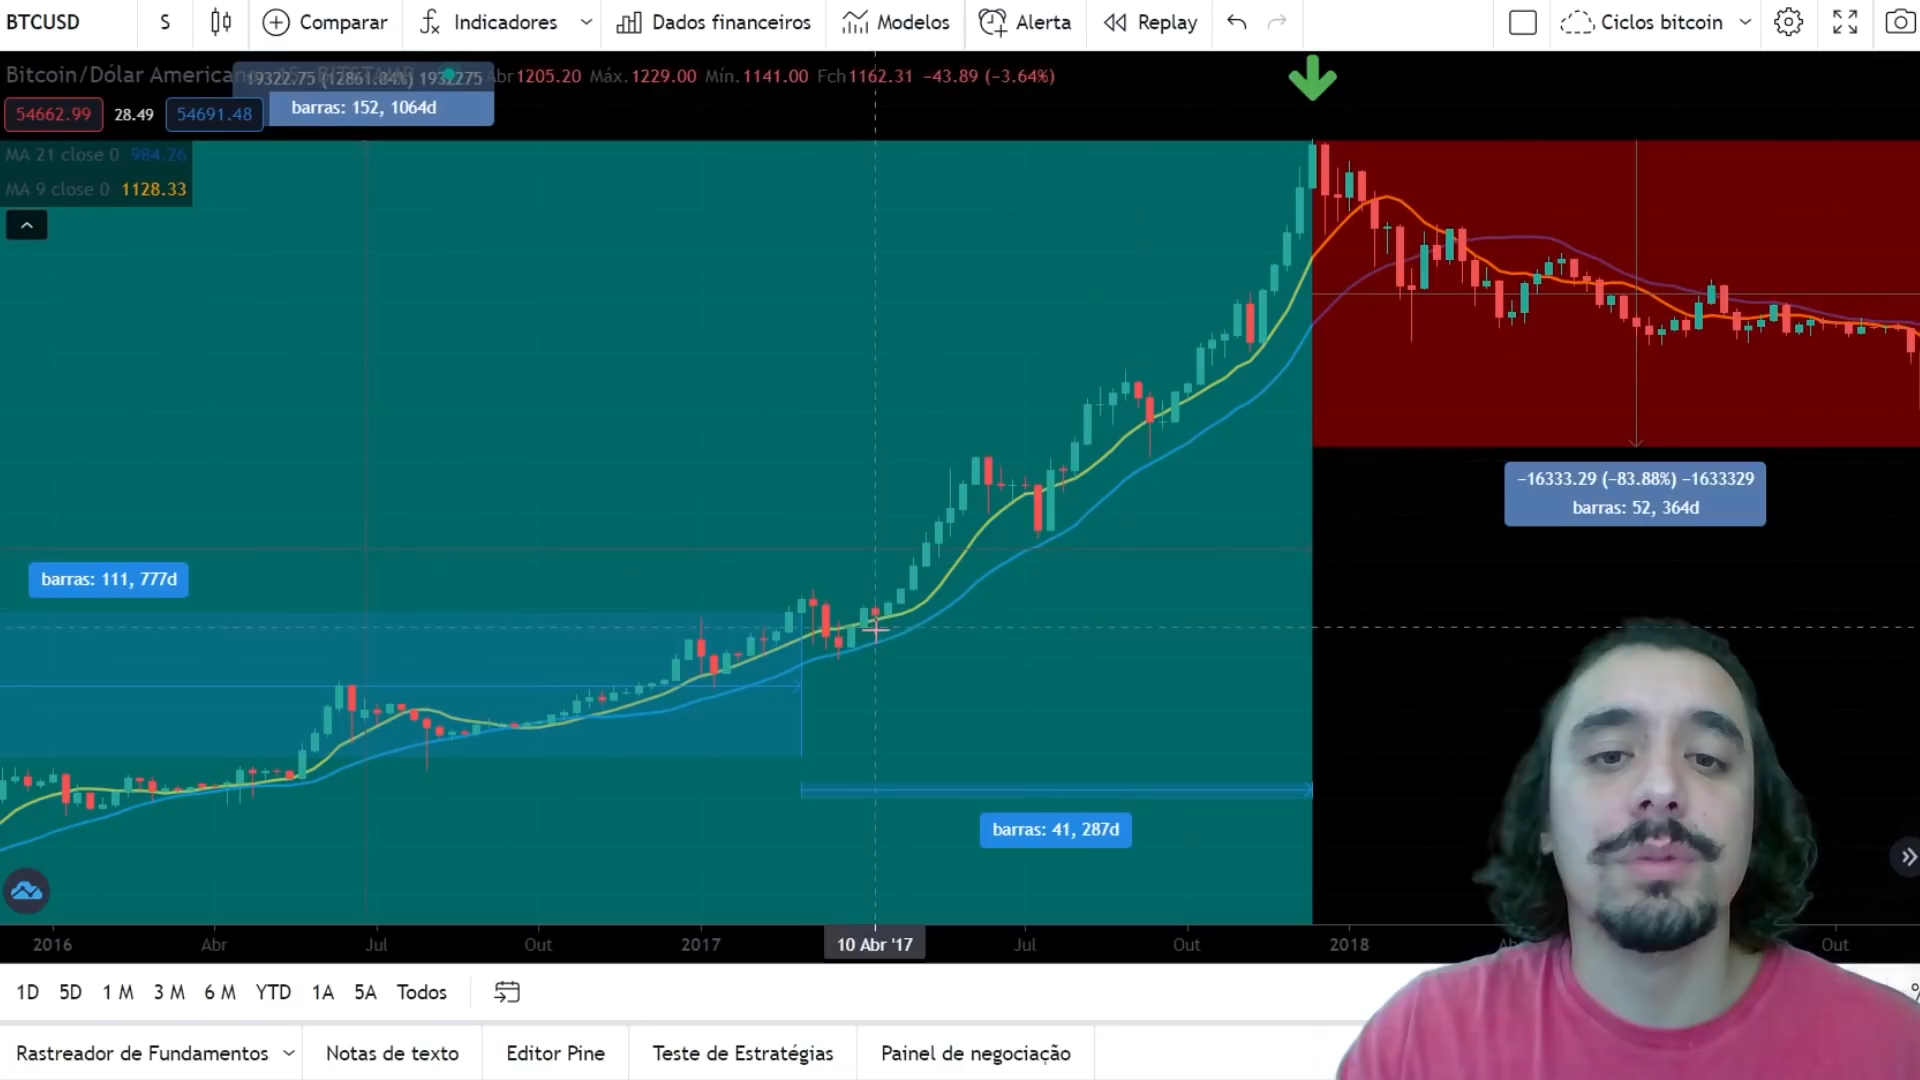 BTCUSD
S
Comparar
Indicadores
Dados financeiros
Modelos
Alerta
Replay
Ciclos bitcoin
Bitcoin/Dólar American
Abr1205.20 Máx.1229.00 Mín.1141.00 Fch1162.31 −43.89 (−3.64%)
19322.75 (12861.84%) 1932275
barras: 152, 1064d
54662.99 28.49 54691.48
MA 21 close 0 984.26
MA 9 close 0 1128.33
−16333.29 (−83.88%) −1633329
barras: 52, 364d
barras: 111, 777d
barras: 41, 287d
2016 Abr Jul Out 2017 10 Abr '17 Jul Out 2018 Out
1D 5D 1 M 3 M 6 M YTD 1A 5A Todos
Rastreador de Fundamentos
Notas de texto
Editor Pine
Teste de Estratégias
Painel de negociação